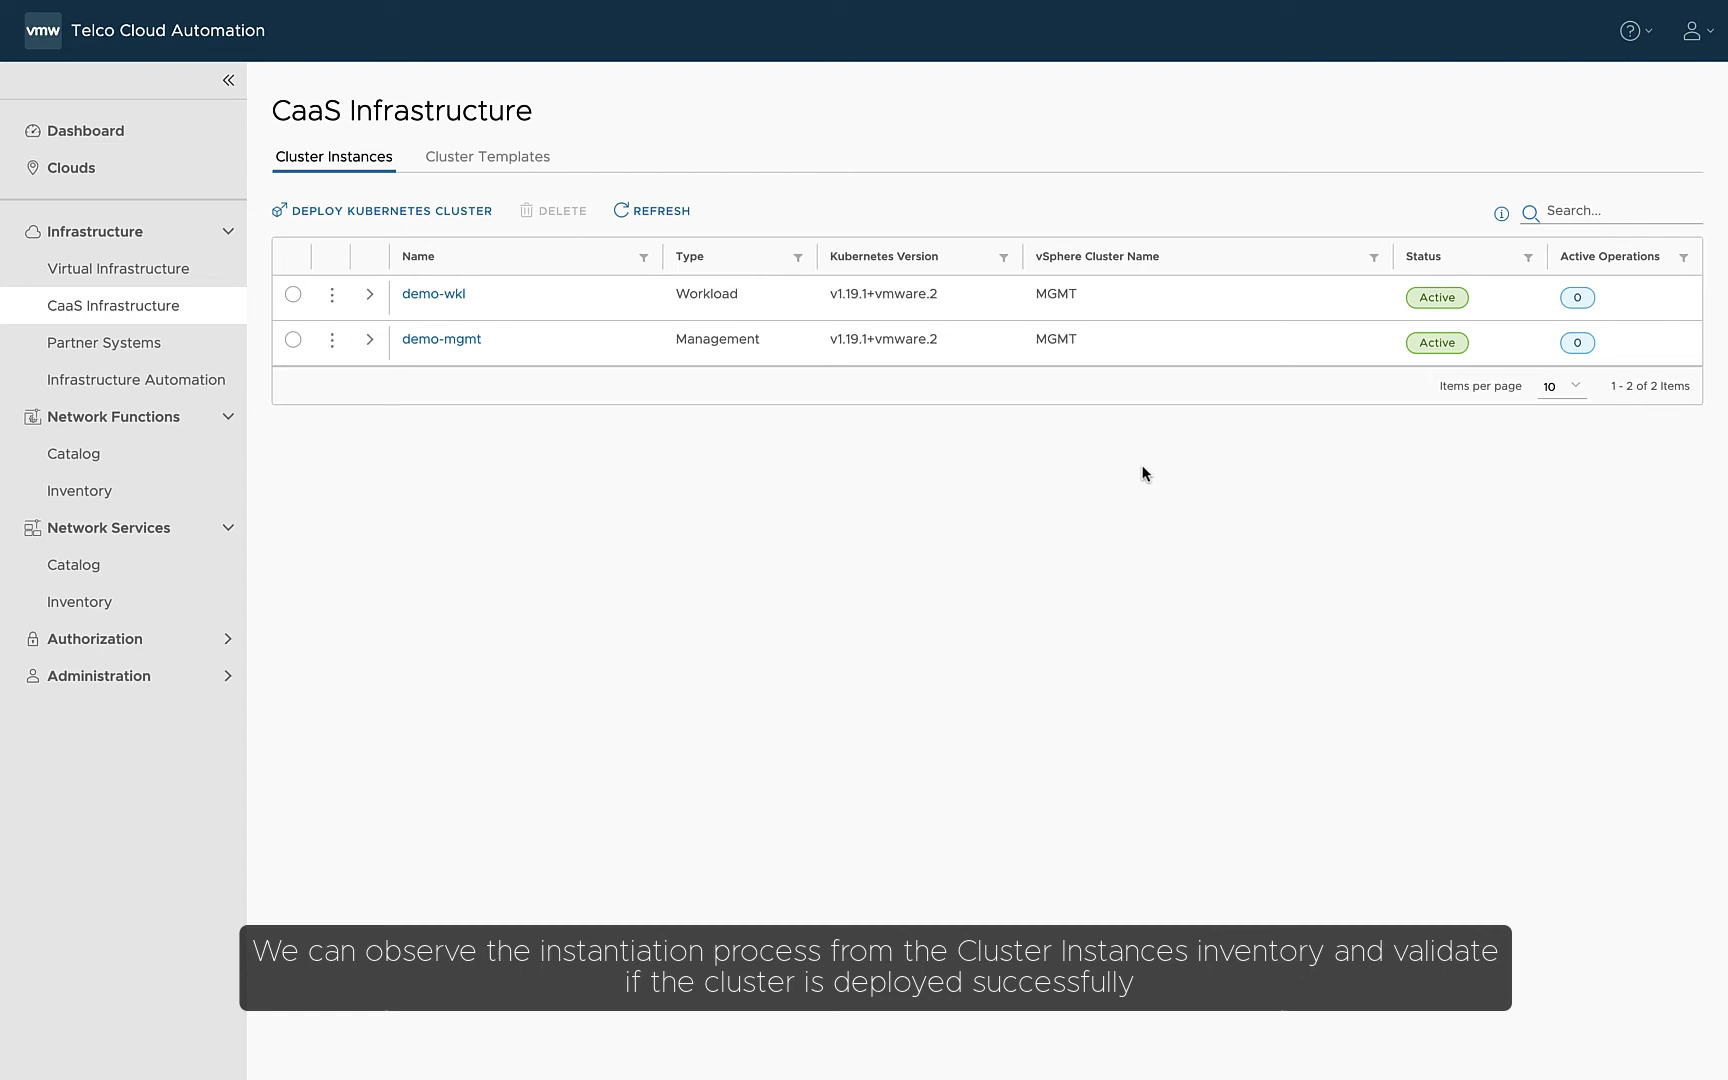 vmw Telco Cloud Automation
Dashboard
Clouds
Infrastructure
Virtual Infrastructure
CaaS Infrastructure
Partner Systems
Infrastructure Automation
Network Functions
Catalog
Inventory
Network Services
Catalog
Inventory
Authorization
Administration
CaaS Infrastructure
Cluster Instances Cluster Templates
DEPLOY KUBERNETES CLUSTER DELETE REFRESH Search...
Name Type Kubernetes Version vSphere Cluster Name Status Active Operations
demo-wkl Workload v1.19.1+vmware.2 MGMT Active 0
demo-mgmt Management v1.19.1+vmware.2 MGMT Active 0
Items per page 10 1 - 2 of 2 Items
We can observe the instantiation process from the Cluster Instances inventory and validate
if the cluster is deployed successfully